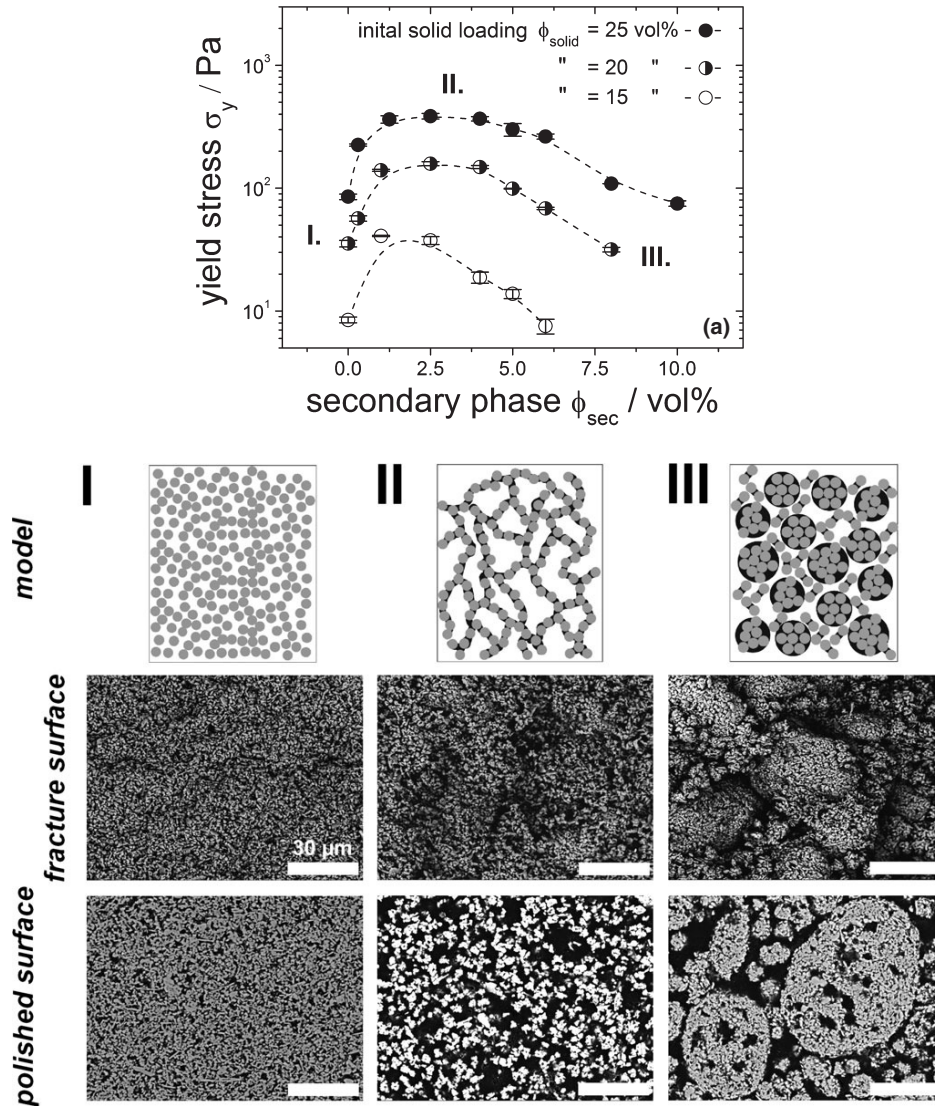 inital solid loading ϕsolid = 25 vol%
" = 20 "
" = 15 "
yield stress σy / Pa
10³
10²
10¹
I.
II.
III.
(a)
0.0 2.5 5.0 7.5 10.0
secondary phase ϕsec / vol%
I II III
model
fracture surface
30 µm
polished surface